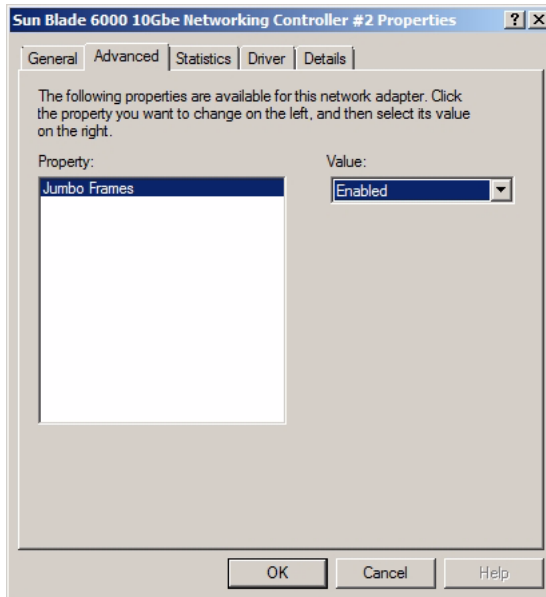 Sun Blade 6000 10Gbe Networking Controller #2 Properties
General Advanced Statistics Driver Details
The following properties are available for this network adapter. Click
the property you want to change on the left, and then select its value
on the right.
Property: Value:
Jumbo Frames Enabled
OK Cancel Help